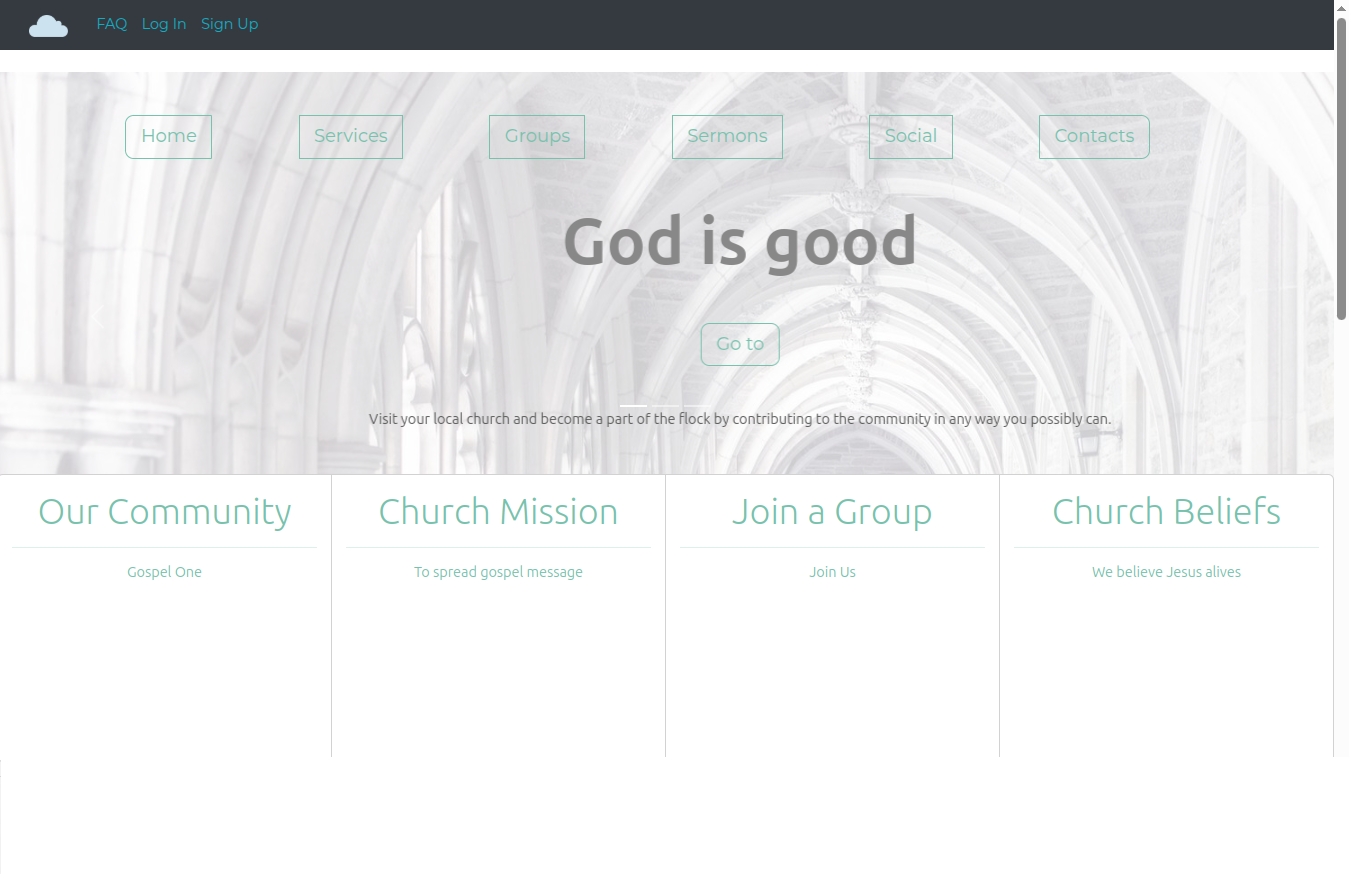 FAQ Log In Sign Up
Home Services Groups Sermons Social Contacts
God is good
Go to
Visit your local church and become a part of the flock by contributing to the community in any way you possibly can.
Our Community Church Mission Join a Group Church Beliefs
Gospel One To spread gospel message Join Us We believe Jesus alives